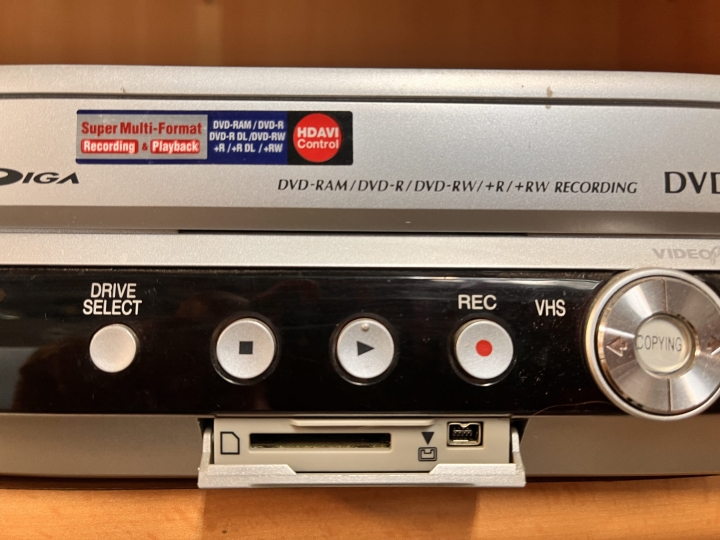 Super Multi-Format
Recording & Playback
DVD-RAM / DVD-R
DVD-R DL / DVD-RW
+R / +R DL / +RW
HDAVI
Control
DIGA
DVD-RAM/DVD-R/DVD-RW/+R/+RW RECORDING
DVD
VIDEO
DRIVE
SELECT
REC
VHS
COPYING